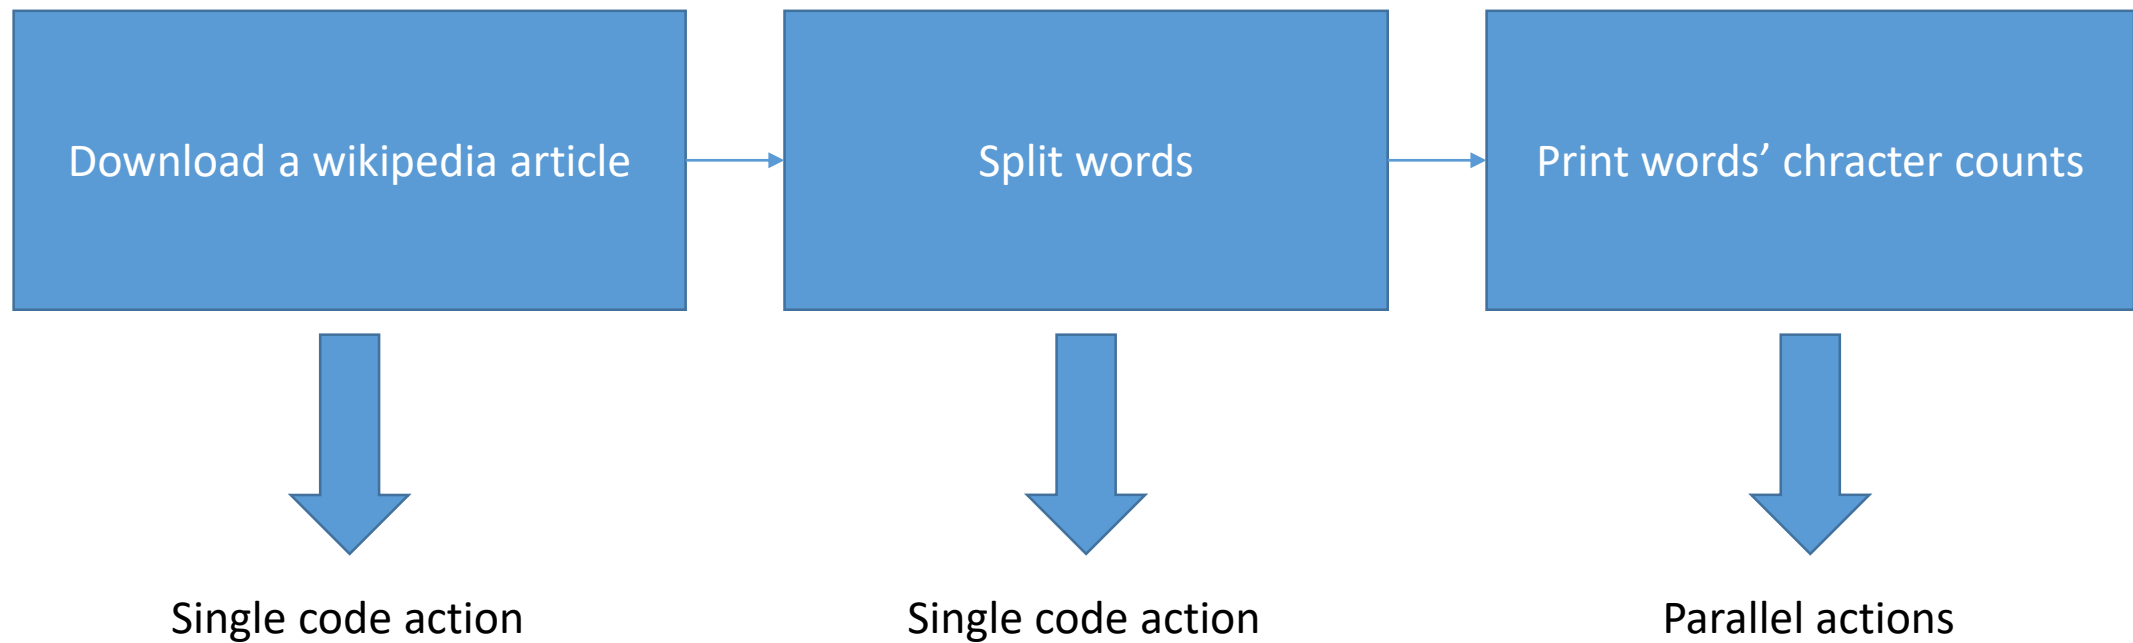 Download a wikipedia article
Split words
Print words’ chracter counts
Single code action
Single code action
Parallel actions